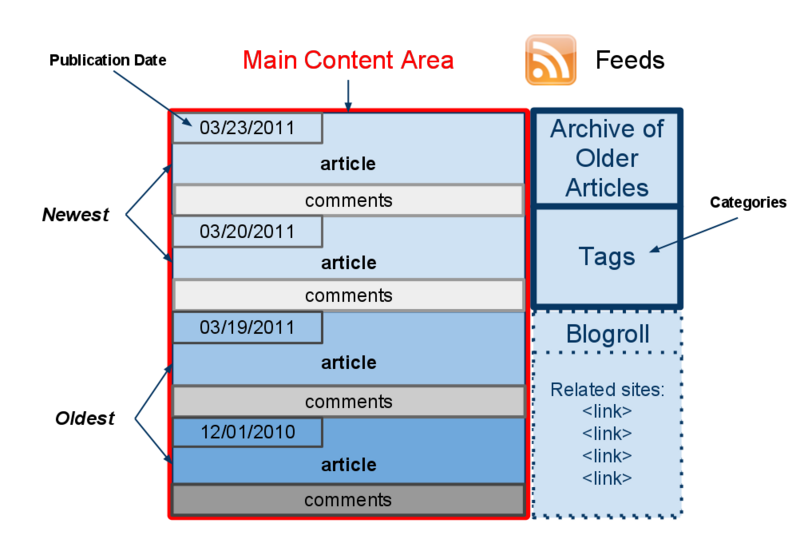 Publication Date
Main Content Area
Feeds
03/23/2011
article
comments
03/20/2011
article
comments
03/19/2011
article
comments
12/01/2010
article
comments
Newest
Oldest
Archive of
Older
Articles
Categories
Tags
Blogroll
Related sites:
<link>
<link>
<link>
<link>